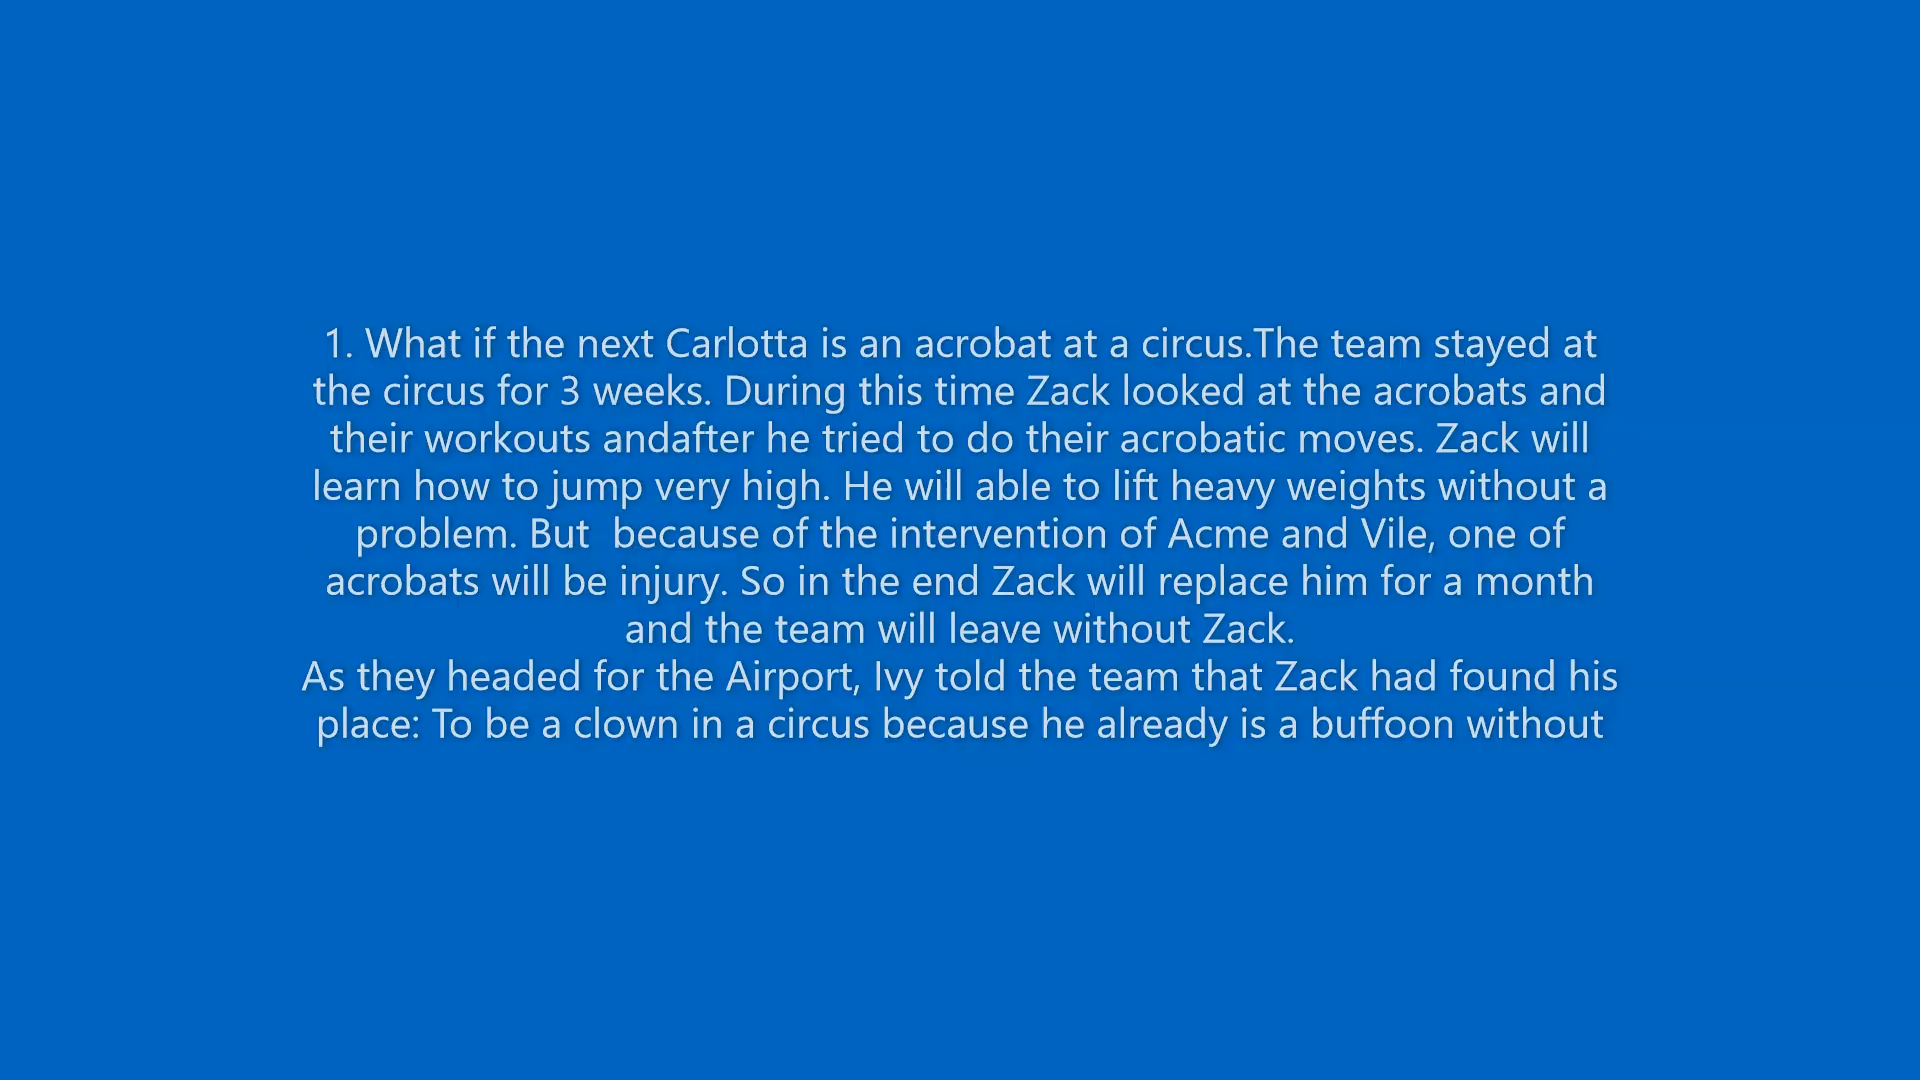 1. What if the next Carlotta is an acrobat at a circus.The team stayed at
the circus for 3 weeks. During this time Zack looked at the acrobats and
their workouts andafter he tried to do their acrobatic moves. Zack will
learn how to jump very high. He will able to lift heavy weights without a
problem. But  because of the intervention of Acme and Vile, one of
acrobats will be injury. So in the end Zack will replace him for a month
and the team will leave without Zack.
As they headed for the Airport, Ivy told the team that Zack had found his
place: To be a clown in a circus because he already is a buffoon without